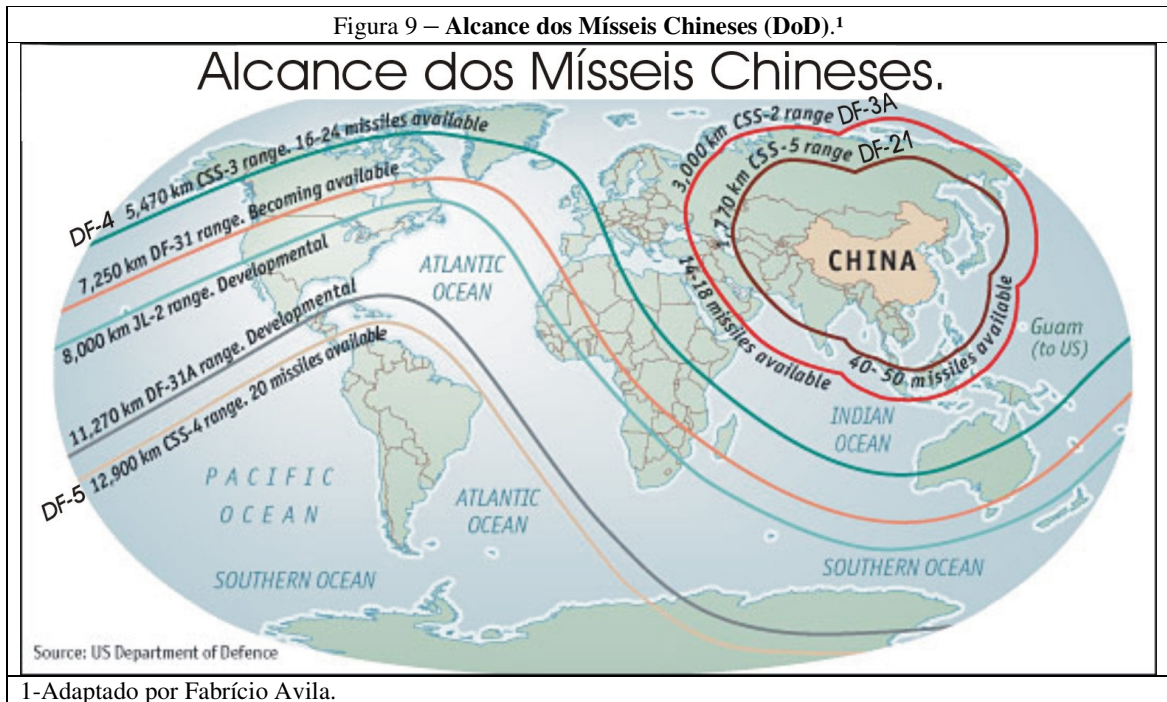 Figura 9 – Alcance dos Mísseis Chineses (DoD).¹
Alcance dos Mísseis Chineses.
DF-4 5,470 km CSS-3 range. 16-24 missiles available
7,250 km DF-31 range. Becoming available
8,000 km JL-2 range. Developmental
11,270 km DF-31A range. Developmental
DF-5 12,900 km CSS-4 range. 20 missiles available
3,000 km CSS-2 range DF-3A
14-18 missiles available
1,770 km CSS-5 range DF-21
40- 50 missiles available
CHINA
ATLANTIC
OCEAN
Guam
(to US)
INDIAN
OCEAN
PACIFIC
OCEAN
ATLANTIC
OCEAN
SOUTHERN OCEAN
SOUTHERN OCEAN
Source: US Department of Defence
1-Adaptado por Fabrício Avila.